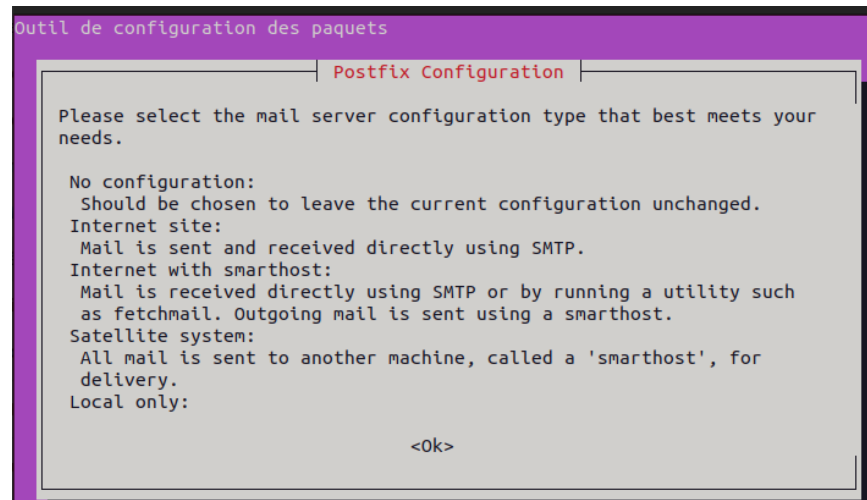 Outil de configuration des paquets
Postfix Configuration
Please select the mail server configuration type that best meets your
needs.
No configuration:
Should be chosen to leave the current configuration unchanged.
Internet site:
Mail is sent and received directly using SMTP.
Internet with smarthost:
Mail is received directly using SMTP or by running a utility such
as fetchmail. Outgoing mail is sent using a smarthost.
Satellite system:
All mail is sent to another machine, called a 'smarthost', for
delivery.
Local only:
<Ok>